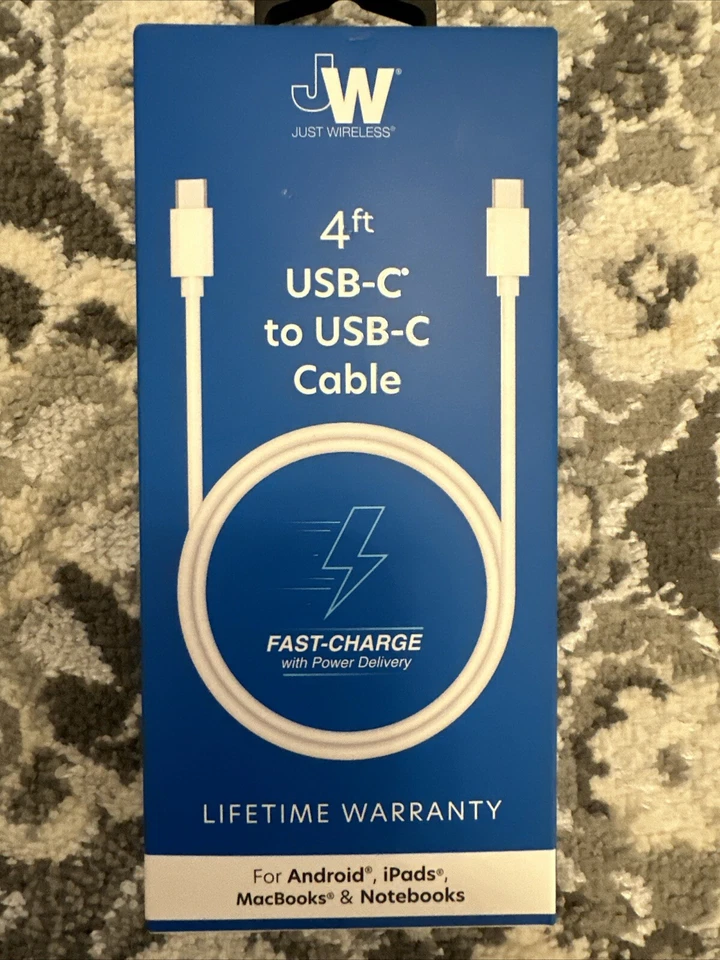 JW®
JUST WIRELESS®
4ft
USB-C®
to USB-C
Cable
FAST-CHARGE
with Power Delivery
LIFETIME WARRANTY
For Android®, iPads®,
MacBooks® & Notebooks